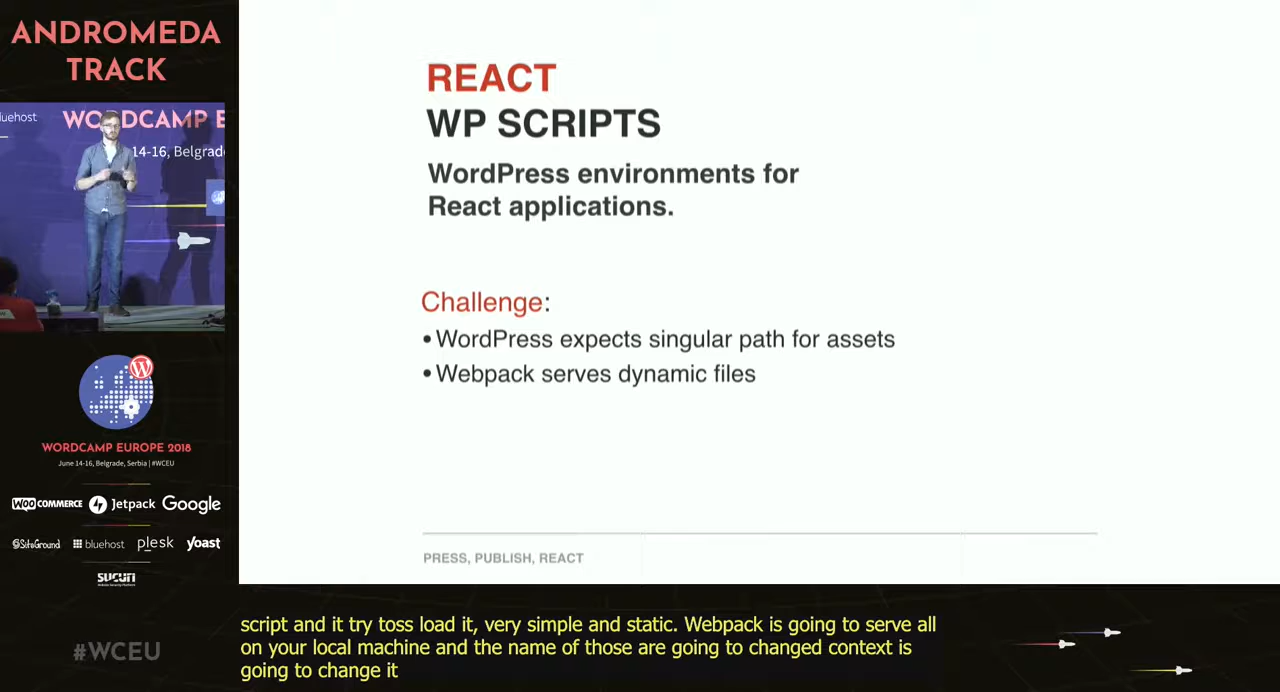 ANDROMEDA
TRACK
luehost
WORDCAMP E
14-16, Belgrade
WORDCAMP EUROPE 2018
June 14-16, Belgrade, Serbia | #WCEU
WOO COMMERCE Jetpack Google
SiteGround bluehost plesk yoast
SUCURI
#WCEU
REACT
WP SCRIPTS
WordPress environments for
React applications.
Challenge:
• WordPress expects singular path for assets
• Webpack serves dynamic files
PRESS, PUBLISH, REACT
script and it try toss load it, very simple and static. Webpack is going to serve all
on your local machine and the name of those are going to changed context is
going to change it